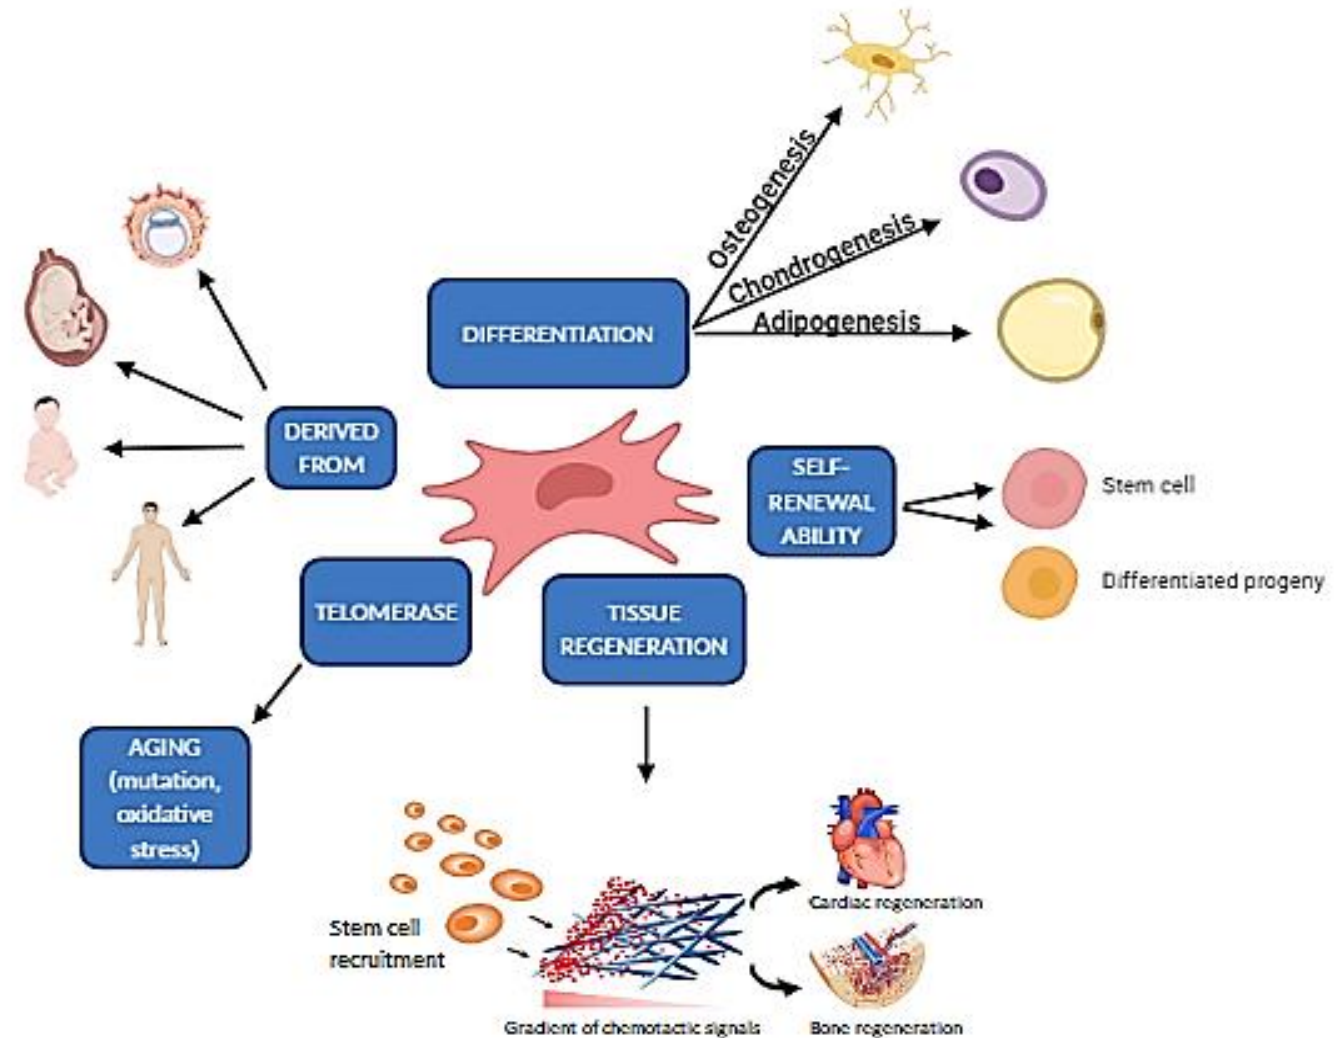 Osteogenesis
Chondrogenesis
Adipogenesis
DIFFERENTIATION
DERIVED
FROM
SELF-
RENEWAL
ABILITY
Stem cell
Differentiated progeny
TELOMERASE
TISSUE
REGENERATION
AGING
(mutation,
oxidative
stress)
Stem cell
recruitment
Gradient of chemotactic signals
Cardiac regeneration
Bone regeneration